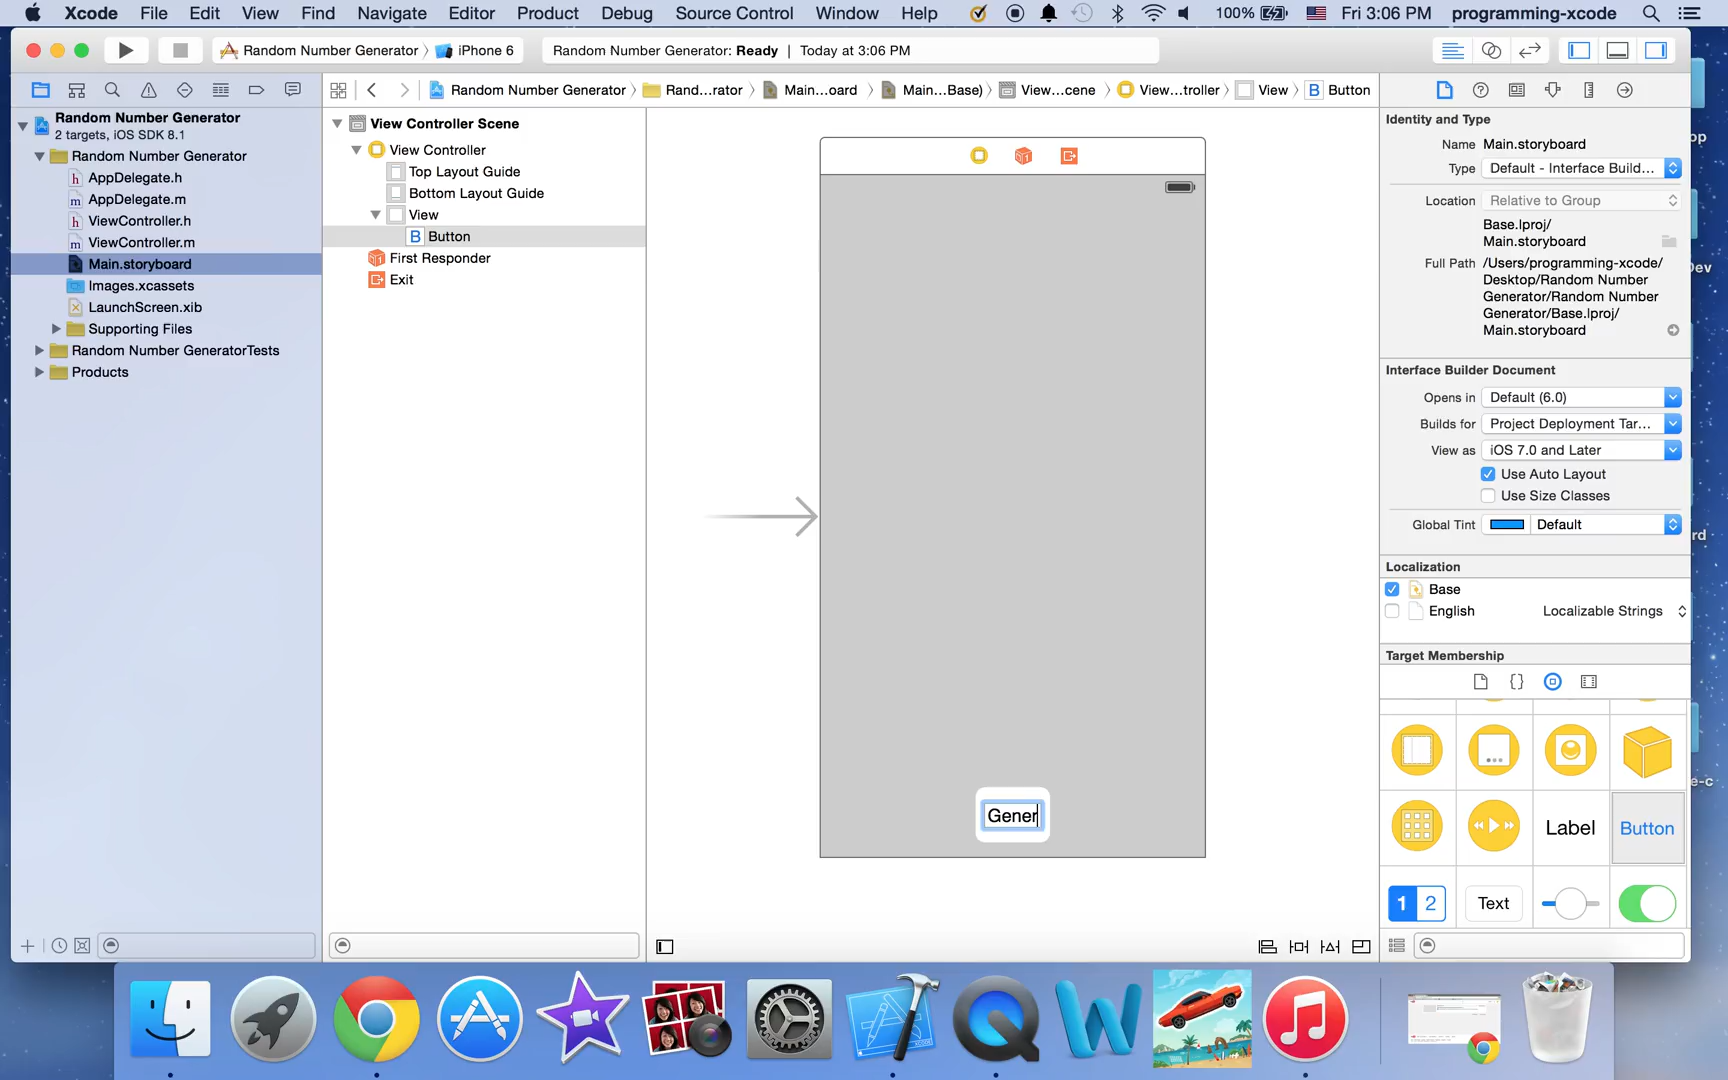 Xcode File Edit View Find Navigate Editor Product Debug Source Control Window Help 100% Fri 3:06 PM programming-xcode
Random Number Generator iPhone 6 Random Number Generator: Ready | Today at 3:06 PM
Random Number Generator
2 targets, iOS SDK 8.1
Random Number Generator
AppDelegate.h
AppDelegate.m
ViewController.h
ViewController.m
Main.storyboard
Images.xcassets
LaunchScreen.xib
Supporting Files
Random Number GeneratorTests
Products
Random Number Generator Rand...rator Main...oard Main...Base) View...cene View...troller View B Button
View Controller Scene
View Controller
Top Layout Guide
Bottom Layout Guide
View
B Button
First Responder
Exit
Gener
Identity and Type
Name Main.storyboard
Type Default - Interface Build...
Location Relative to Group
Base.lproj/
Main.storyboard
Full Path /Users/programming-xcode/
Desktop/Random Number
Generator/Random Number
Generator/Base.lproj/
Main.storyboard
Interface Builder Document
Opens in Default (6.0)
Builds for Project Deployment Tar...
View as iOS 7.0 and Later
Use Auto Layout
Use Size Classes
Global Tint Default
Localization
Base
English Localizable Strings
Target Membership
Label Button
1 2 Text
op
Dev
rd
e-c